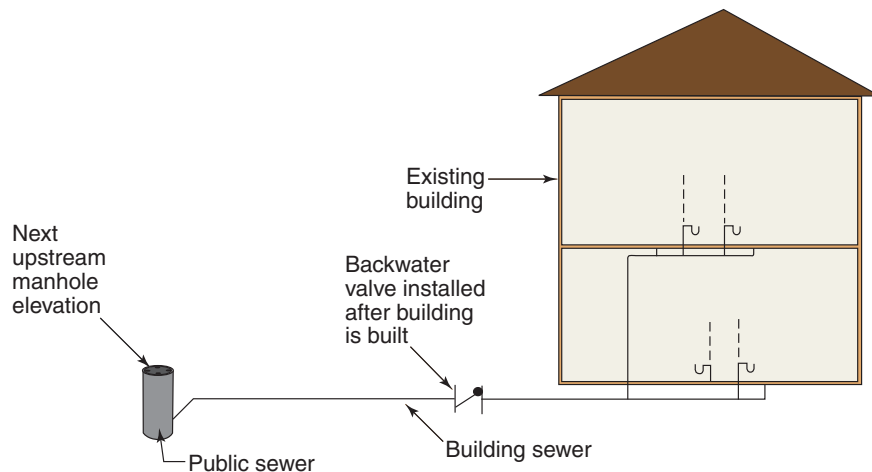 Existing
building
Next
upstream
manhole
elevation
Backwater
valve installed
after building
is built
Building sewer
Public sewer